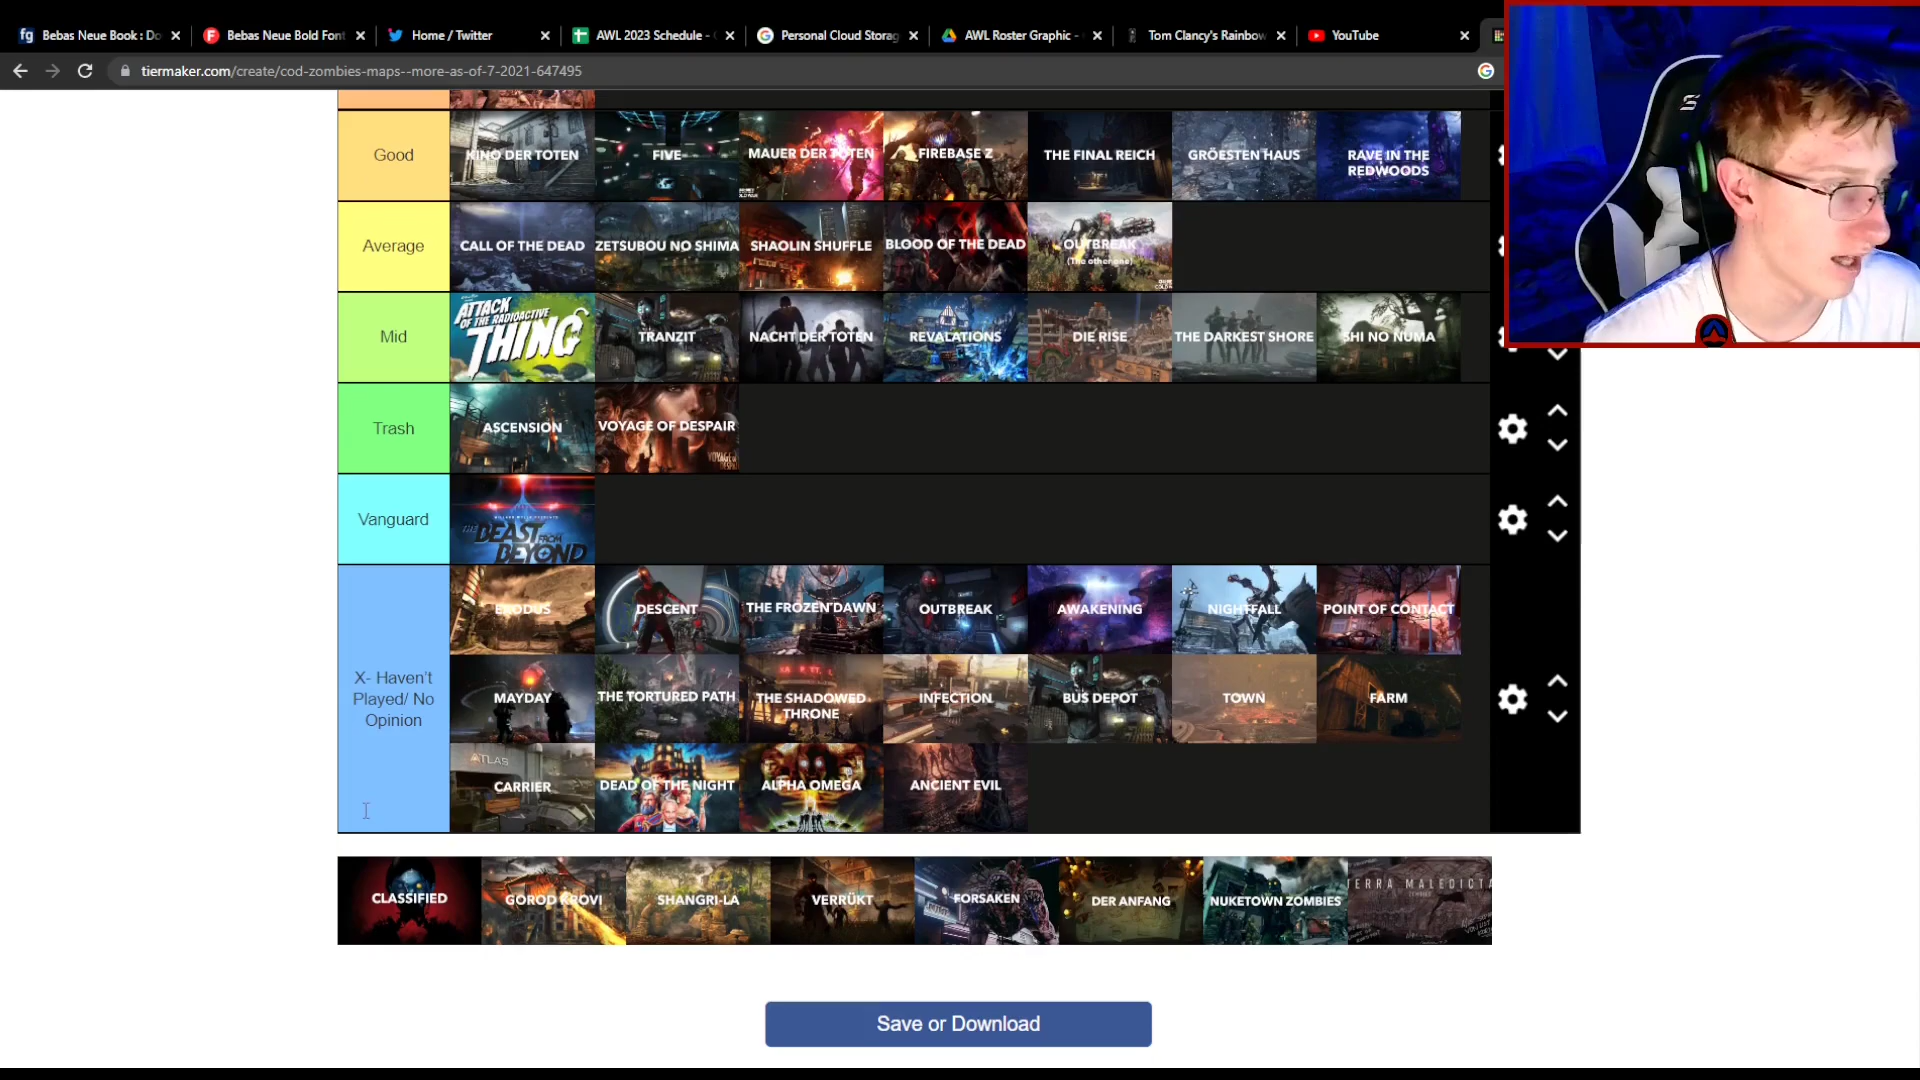 fg Bebas Neue Book : Do
Bebas Neue Bold Font
Home / Twitter
AWL 2023 Schedule -
Personal Cloud Storag
AWL Roster Graphic -
Tom Clancy's Rainbow
YouTube
tiermaker.com/create/cod-zombies-maps--more-as-of-7-2021-647495
Good
KINO DER TOTEN
FIVE
MAUER DER TOTEN
FIREBASE Z
THE FINAL REICH
GRÖESTEN HAUS
RAVE IN THE
REDWOODS
Average
CALL OF THE DEAD
ZETSUBOU NO SHIMA
SHAOLIN SHUFFLE
BLOOD OF THE DEAD
OUTBREAK
(The other one)
Mid
ATTACK
OF THE RADIOACTIVE
THING
TRANZIT
NACHT DER TOTEN
REVALATIONS
DIE RISE
THE DARKEST SHORE
SHI NO NUMA
Trash
ASCENSION
VOYAGE OF DESPAIR
Vanguard
THE BEAST FROM
BEYOND
X- Haven't
Played/ No
Opinion
EXODUS
DESCENT
THE FROZEN DAWN
OUTBREAK
AWAKENING
NIGHTFALL
POINT OF CONTACT
MAYDAY
THE TORTURED PATH
THE SHADOWED
THRONE
INFECTION
BUS DEPOT
TOWN
FARM
ATLAS
CARRIER
DEAD OF THE NIGHT
ALPHA OMEGA
ANCIENT EVIL
CLASSIFIED
GOROD KROVI
SHANGRI-LA
VERRÜKT
FORSAKEN
DER ANFANG
NUKETOWN ZOMBIES
TERRA MALEDICTA
Save or Download